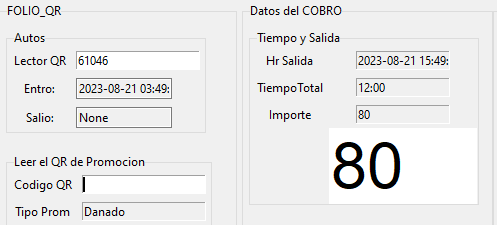 FOLIO_QR
Autos
Lector QR 61046
Entro: 2023-08-21 03:49:
Salio: None
Leer el QR de Promocion
Codigo QR
Tipo Prom Danado
Datos del COBRO
Tiempo y Salida
Hr Salida 2023-08-21 15:49:
TiempoTotal 12:00
Importe 80
80